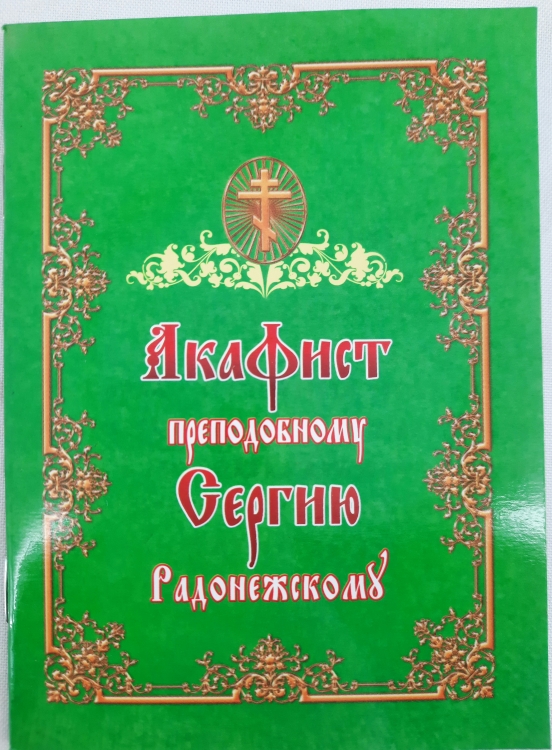 Акафист
преподобному
Сергию
Радонежскому